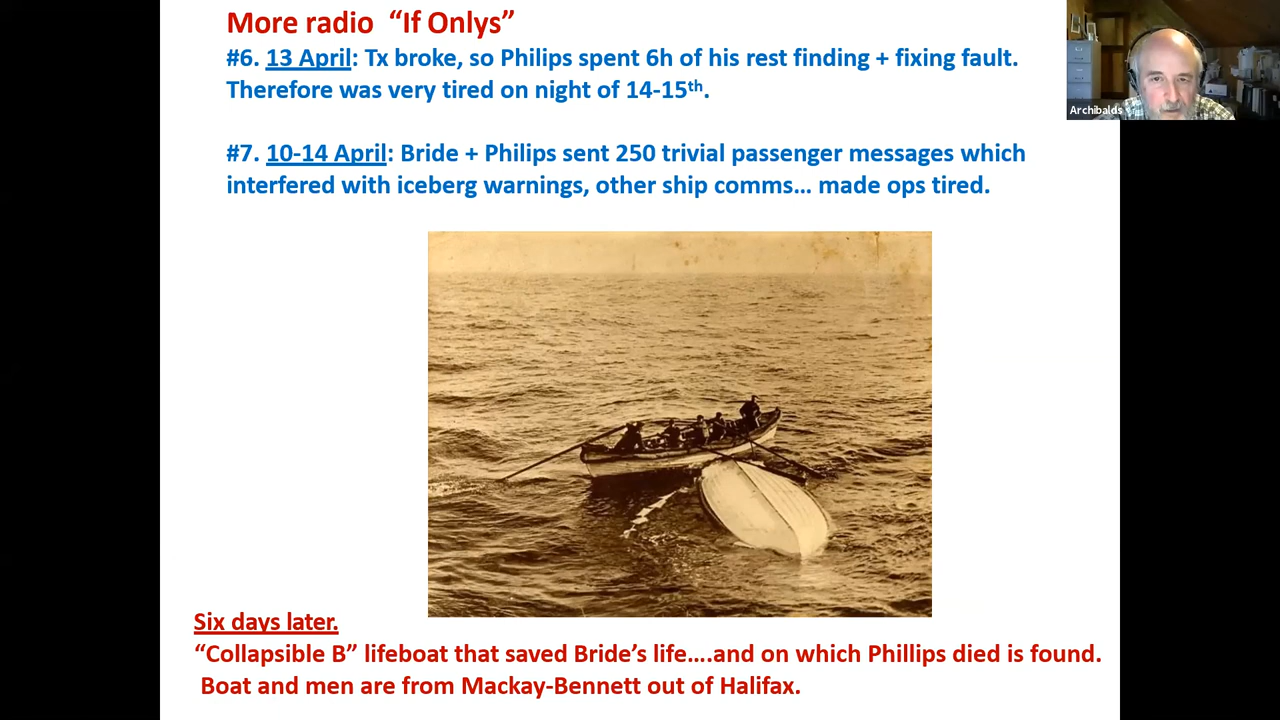 More radio “If Onlys”
#6. 13 April: Tx broke, so Philips spent 6h of his rest finding + fixing fault.
Therefore was very tired on night of 14-15th.
#7. 10-14 April: Bride + Philips sent 250 trivial passenger messages which
interfered with iceberg warnings, other ship comms… made ops tired.
Six days later.
“Collapsible B” lifeboat that saved Bride’s life….and on which Phillips died is found.
Boat and men are from Mackay-Bennett out of Halifax.
Archibalds